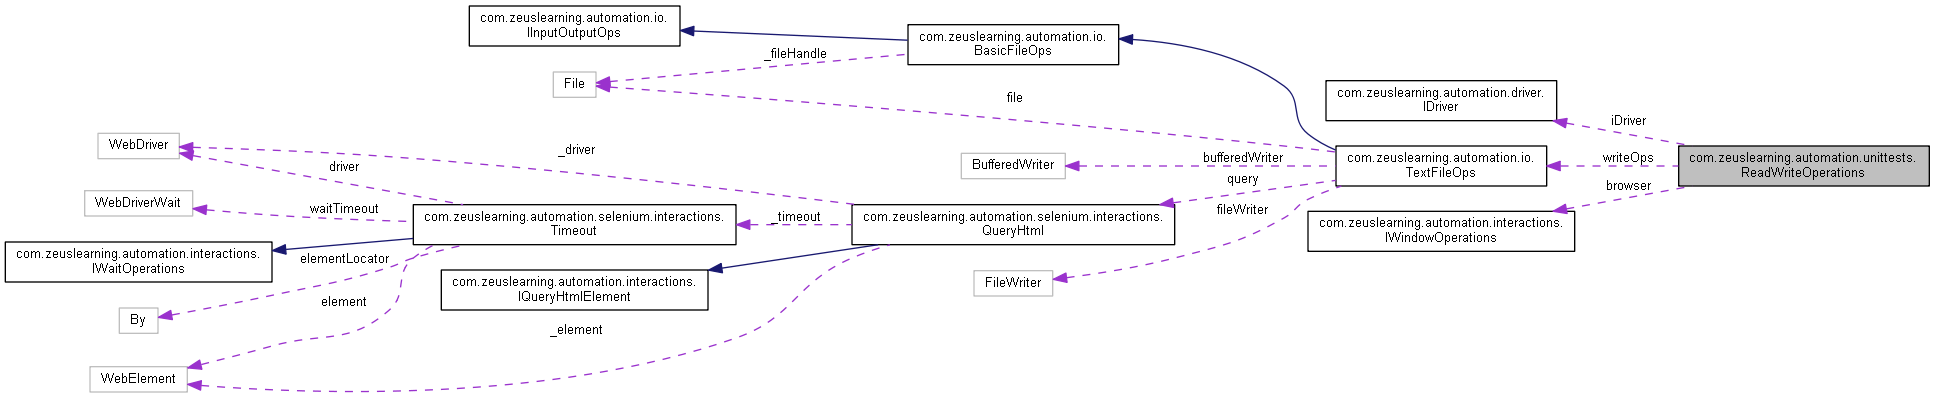 com.zeuslearning.automation.io.
IInputOutputOps
com.zeuslearning.automation.io.
BasicFileOps
_fileHandle
File
file
com.zeuslearning.automation.driver.
IDriver
iDriver
WebDriver
_driver
driver
BufferedWriter
bufferedWriter
com.zeuslearning.automation.io.
TextFileOps
writeOps
com.zeuslearning.automation.unittests.
ReadWriteOperations
query
browser
WebDriverWait
waitTimeout
com.zeuslearning.automation.selenium.interactions.
Timeout
_timeout
com.zeuslearning.automation.selenium.interactions.
QueryHtml
fileWriter
com.zeuslearning.automation.interactions.
IWindowOperations
com.zeuslearning.automation.interactions.
IWaitOperations
elementLocator
com.zeuslearning.automation.interactions.
IQueryHtmlElement
FileWriter
element
By
_element
WebElement